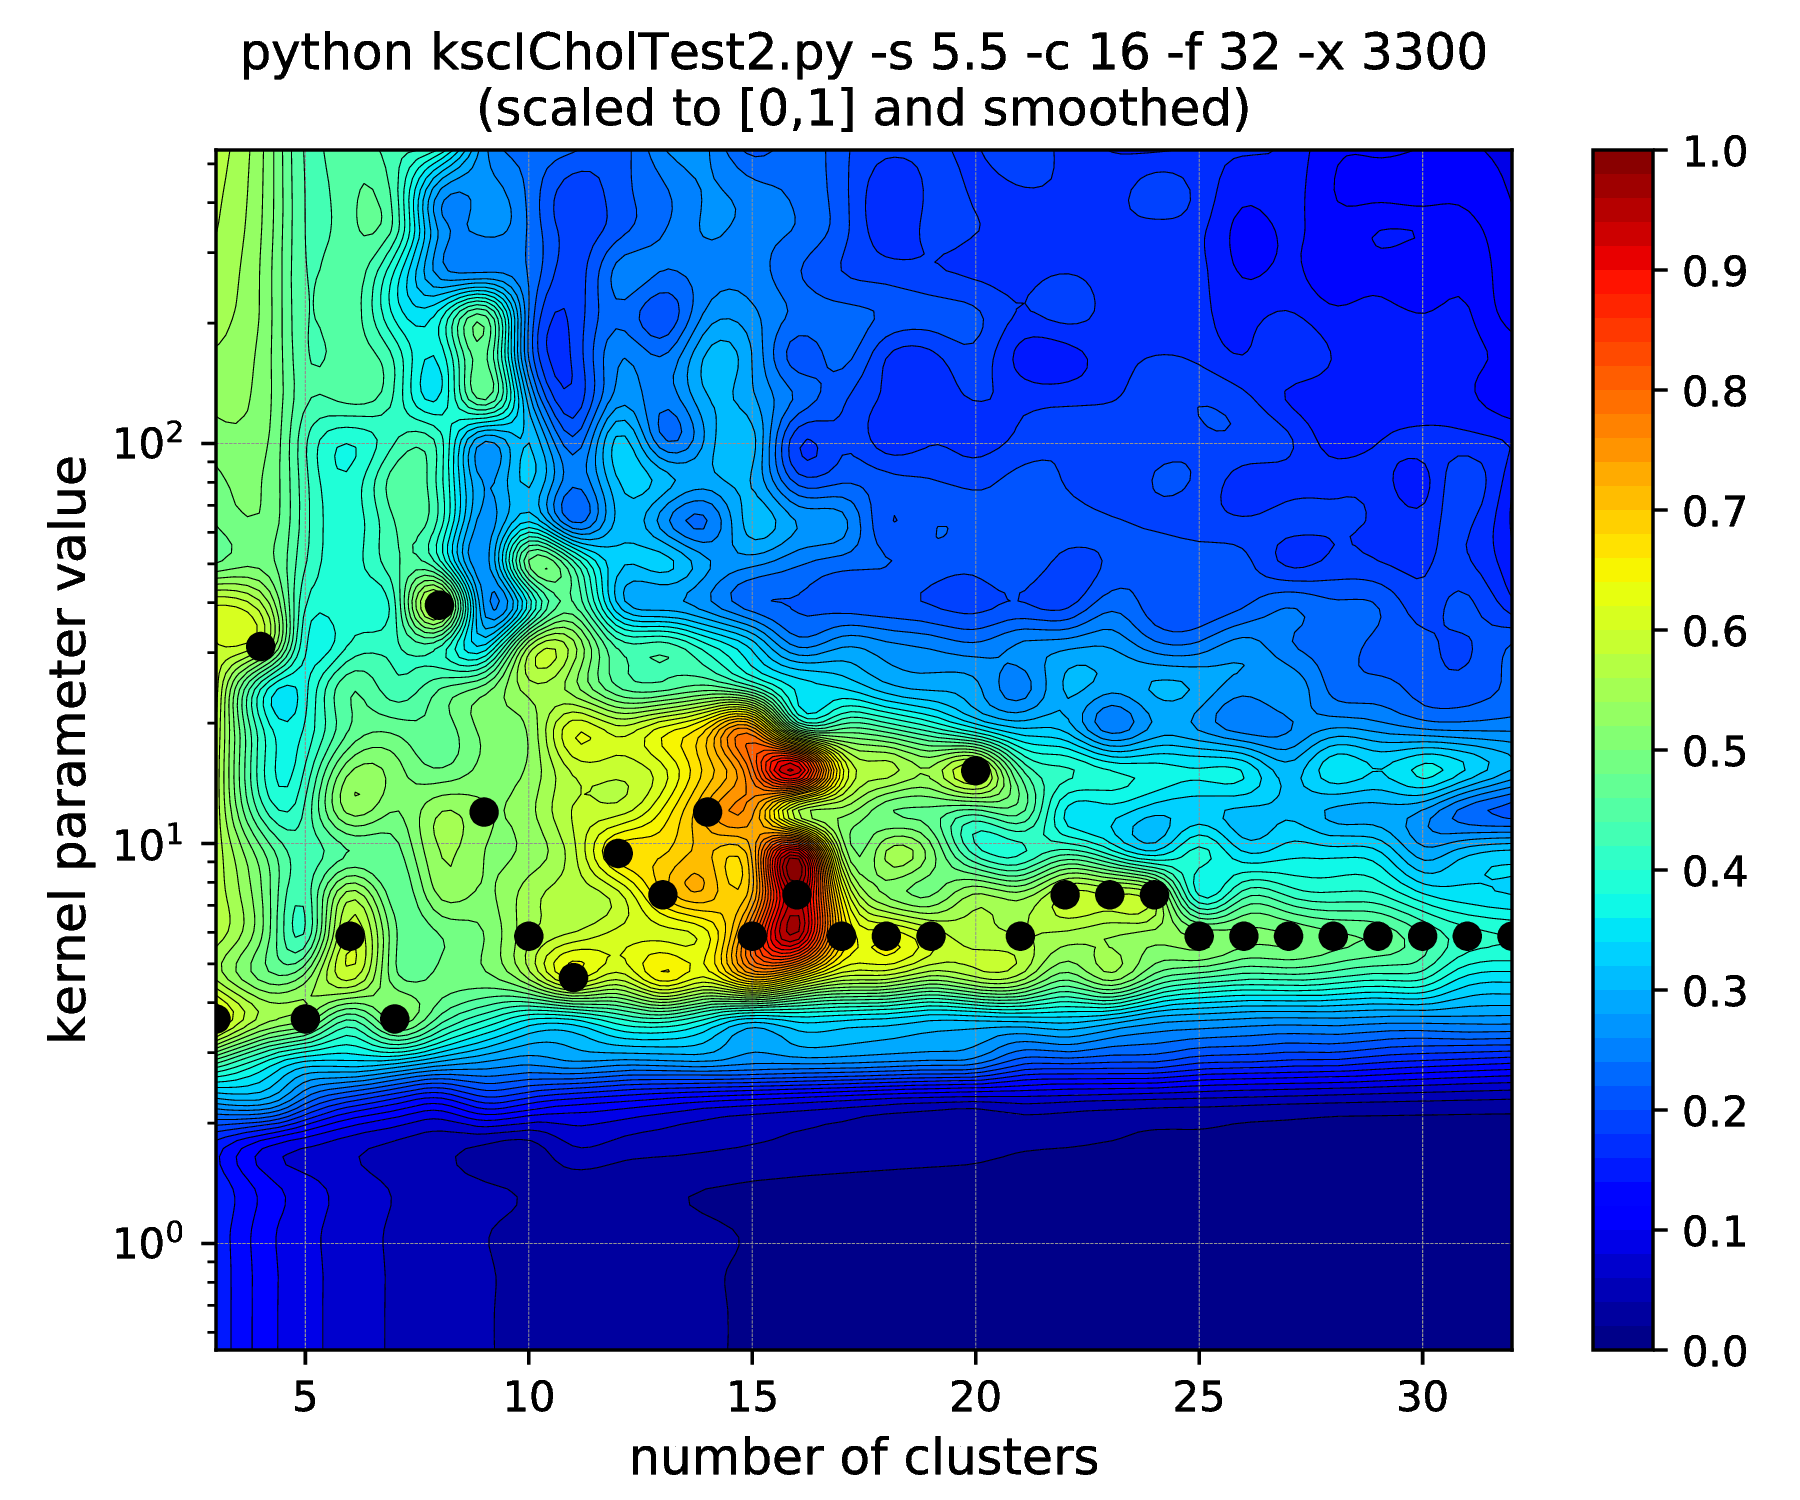 python kscICholTest2.py -s 5.5 -c 16 -f 32 -x 3300
(scaled to [0,1] and smoothed)
1.0
0.9
0.8
0.7
0.6
0.5
0.4
0.3
0.2
0.1
0.0
kernel parameter value
10²
10¹
10⁰
5 10 15 20 25 30
number of clusters